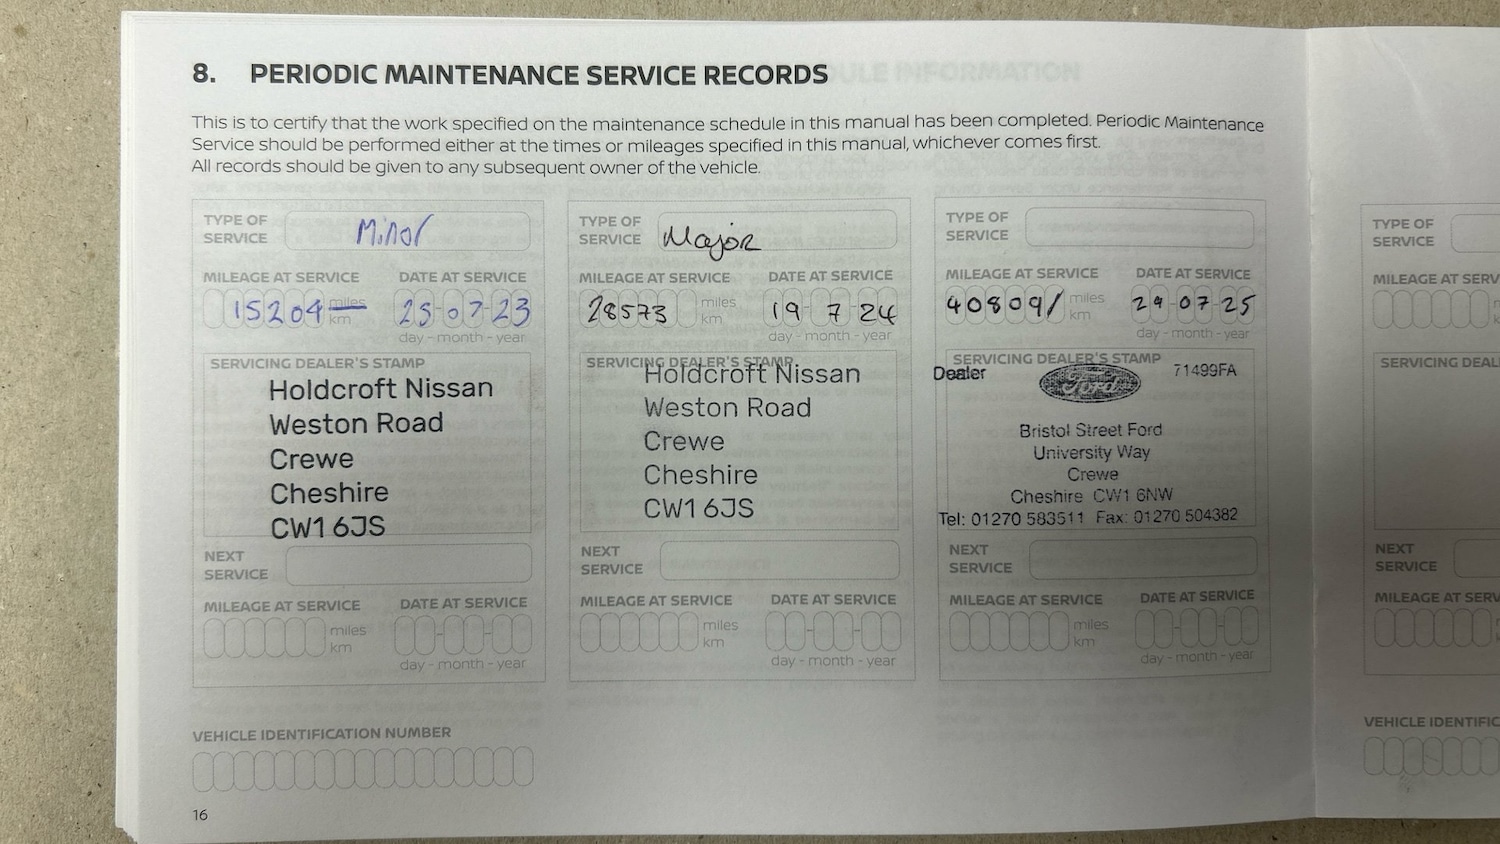 8. PERIODIC MAINTENANCE SERVICE RECORDS
This is to certify that the work specified on the maintenance schedule in this manual has been completed. Periodic Maintenance
Service should be performed either at the times or mileages specified in this manual, whichever comes first.
All records should be given to any subsequent owner of the vehicle.
TYPE OF
SERVICE
Minor
MILEAGE AT SERVICE
DATE AT SERVICE
15204
miles
km
25-07-23
day - month - year
SERVICING DEALER'S STAMP
Holdcroft Nissan
Weston Road
Crewe
Cheshire
CW1 6JS
NEXT
SERVICE
MILEAGE AT SERVICE
DATE AT SERVICE
miles
km
day - month - year
TYPE OF
SERVICE
Major
MILEAGE AT SERVICE
DATE AT SERVICE
28573
miles
km
19-7-24
day - month - year
SERVICING DEALER'S STAMP
Holdcroft Nissan
Weston Road
Crewe
Cheshire
CW1 6JS
NEXT
SERVICE
MILEAGE AT SERVICE
DATE AT SERVICE
miles
km
day - month - year
TYPE OF
SERVICE
MILEAGE AT SERVICE
DATE AT SERVICE
40809/
miles
km
29-07-25
day - month - year
SERVICING DEALER'S STAMP
Dealer
Ford
71499FA
Bristol Street Ford
University Way
Crewe
Cheshire CW1 6NW
Tel: 01270 583511 Fax: 01270 504382
NEXT
SERVICE
MILEAGE AT SERVICE
DATE AT SERVICE
miles
km
day - month - year
TYPE OF
SERVICE
MILEAGE AT SERV
SERVICING DEAL
NEXT
SERVICE
MILEAGE AT SERV
VEHICLE IDENTIFICATION NUMBER
VEHICLE IDENTIFIC
16